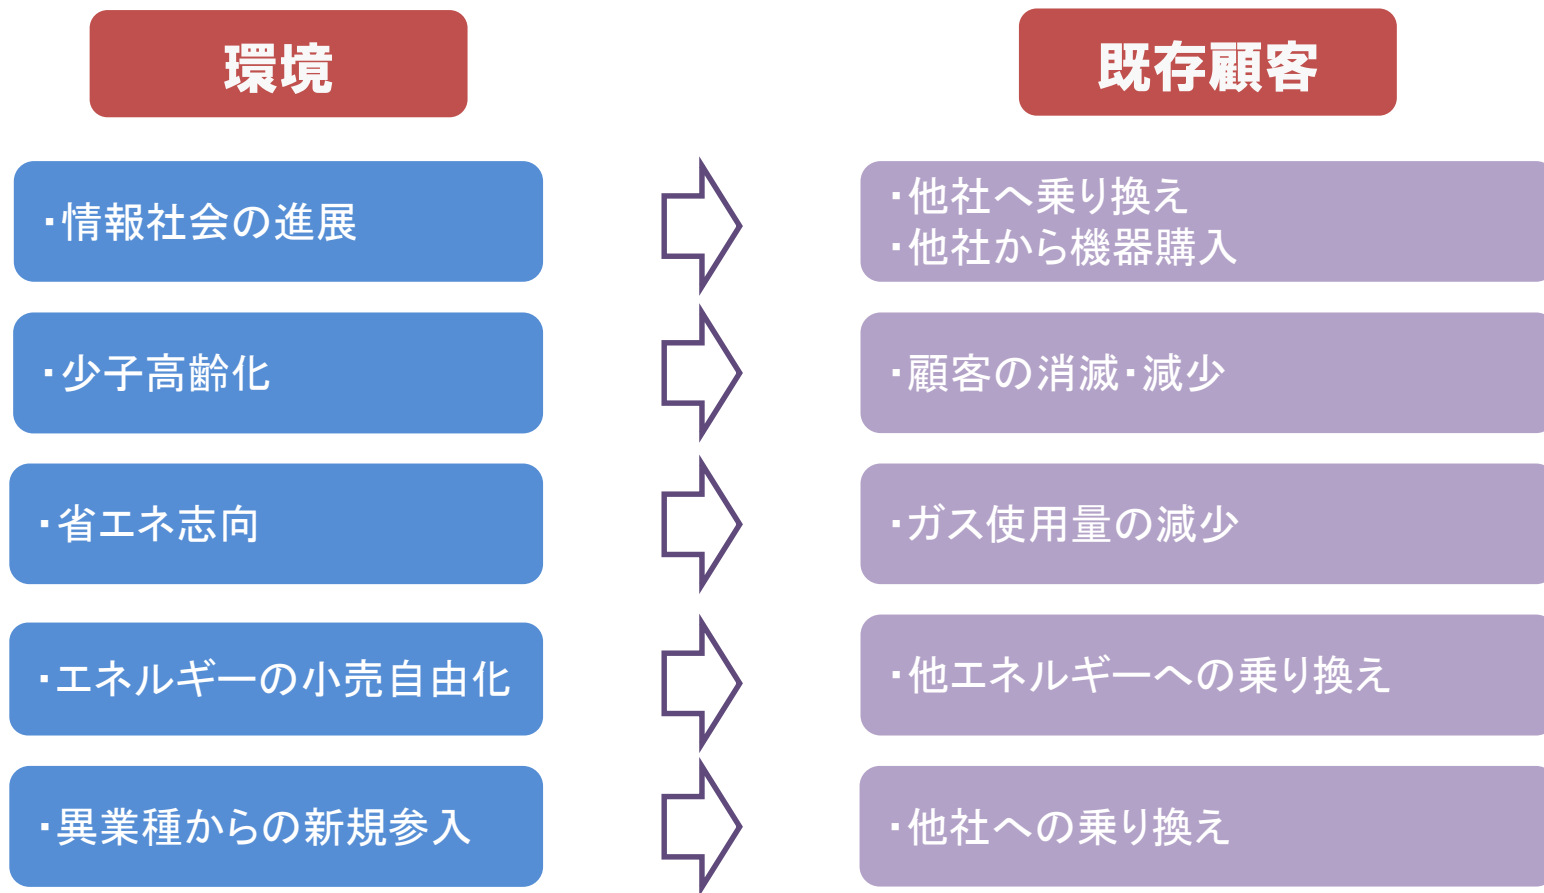 環境
既存顧客
・情報社会の進展
・他社へ乗り換え
・他社から機器購入
・少子高齢化
・顧客の消滅・減少
・省エネ志向
・ガス使用量の減少
・エネルギーの小売自由化
・他エネルギーへの乗り換え
・異業種からの新規参入
・他社への乗り換え